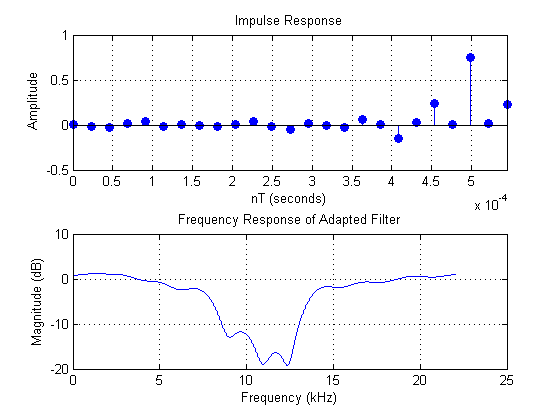 Impulse Response
1
0.5
0
-0.5
Amplitude
0 0.5 1 1.5 2 2.5 3 3.5 4 4.5 5
nT (seconds)
x 10^-4
Frequency Response of Adapted Filter
10
0
-10
-20
Magnitude (dB)
0 5 10 15 20 25
Frequency (kHz)